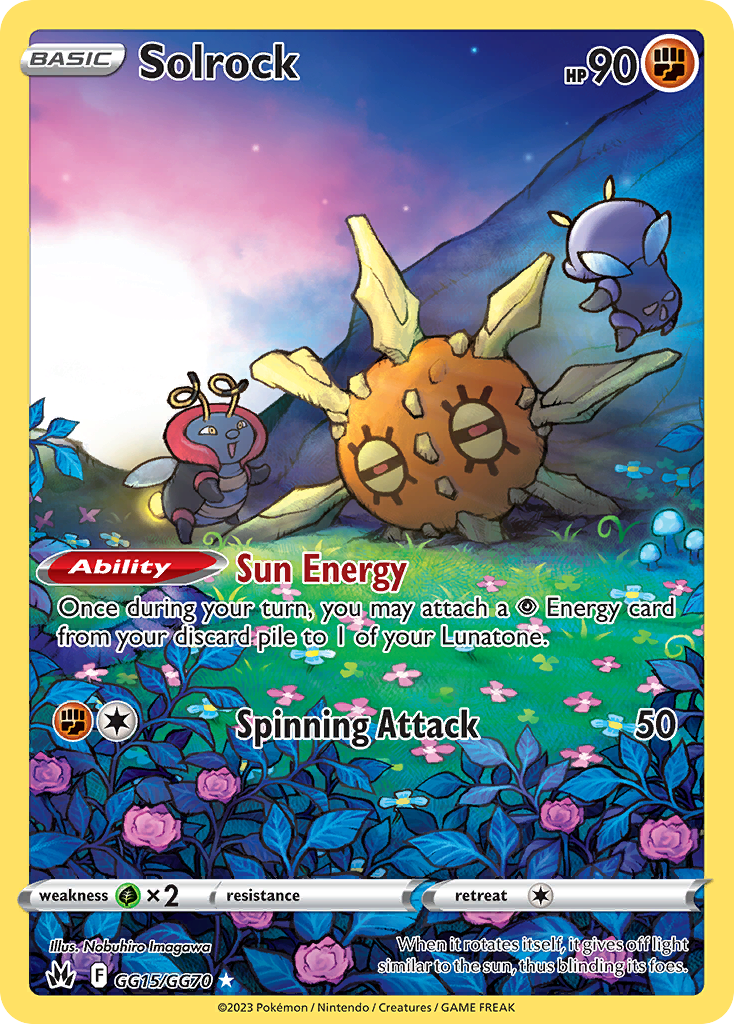 BASIC Solrock HP 90
Ability Sun Energy
Once during your turn, you may attach a Energy card
from your discard pile to 1 of your Lunatone.
Spinning Attack 50
weakness ×2 resistance retreat
Illus. Nobuhiro Imagawa
When it rotates itself, it gives off light
similar to the sun, thus blinding its foes.
F GG15/GG70 ★
©2023 Pokémon / Nintendo / Creatures / GAME FREAK